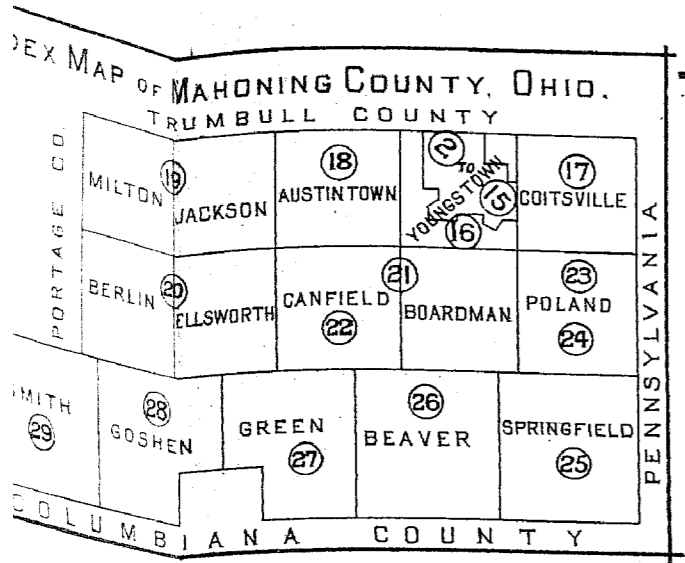 DEX MAP OF MAHONING COUNTY, OHIO.
TRUMBULL COUNTY
PORTAGE CO.
MILTON
19
JACKSON
18
AUSTINTOWN
2
TO
15
YOUNGSTOWN
16
17
COITSVILLE
PENNSYLVANIA
BERLIN
20
ELLSWORTH
CANFIELD
22
21
BOARDMAN
23
POLAND
24
MITH
29
28
GOSHEN
GREEN
27
26
BEAVER
SPRINGFIELD
25
COLUMBIANA COUNTY